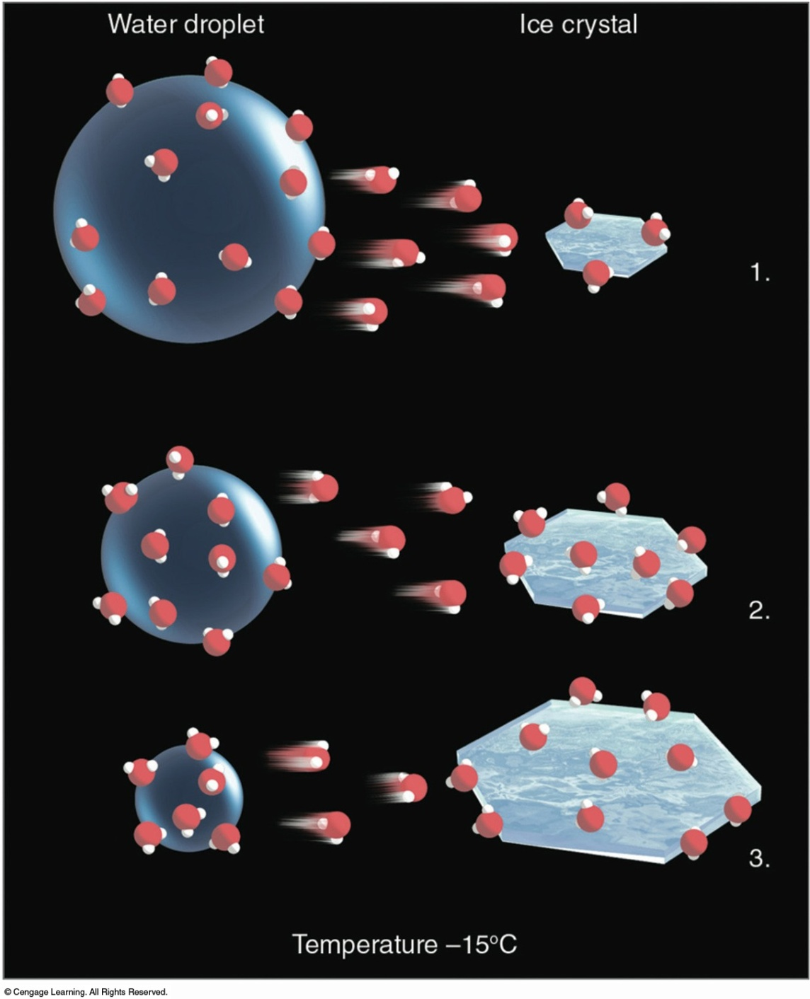 Water droplet
Ice crystal
1.
2.
3.
Temperature –15°C
© Cengage Learning. All Rights Reserved.